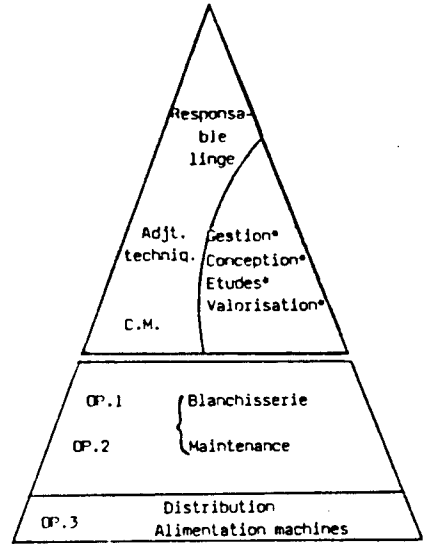 Responsa-
ble
linge
Adjt.
techniq.
C.M.
Gestion*
Conception*
Etudes*
Valorisation*
OP.1
Blanchisserie
OP.2
Maintenance
OP.3
Distribution
Alimentation machines